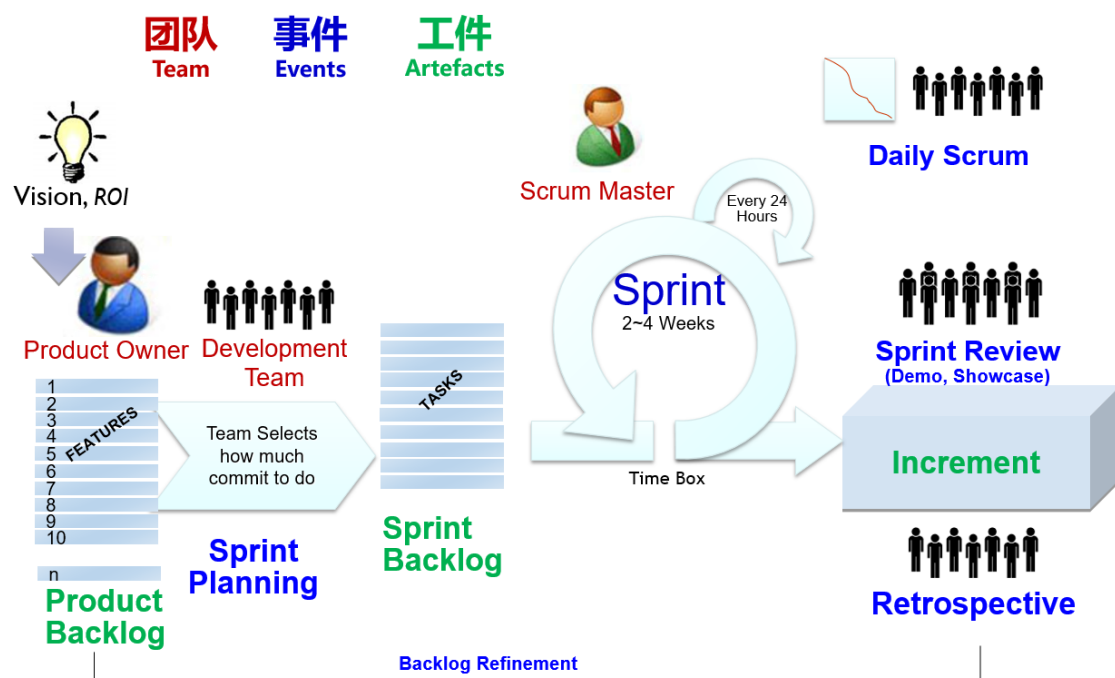 团队
Team
事件
Events
工件
Artefacts
Vision, ROI
Product Owner
Development
Team
Scrum Master
Every 24
Hours
Daily Scrum
Sprint
2~4 Weeks
Time Box
1
2
3
4
5
6
7
8
9
10
n
FEATURES
Product
Backlog
Team Selects
how much
commit to do
Sprint
Planning
TASKS
Sprint
Backlog
Sprint Review
(Demo, Showcase)
Increment
Retrospective
Backlog Refinement